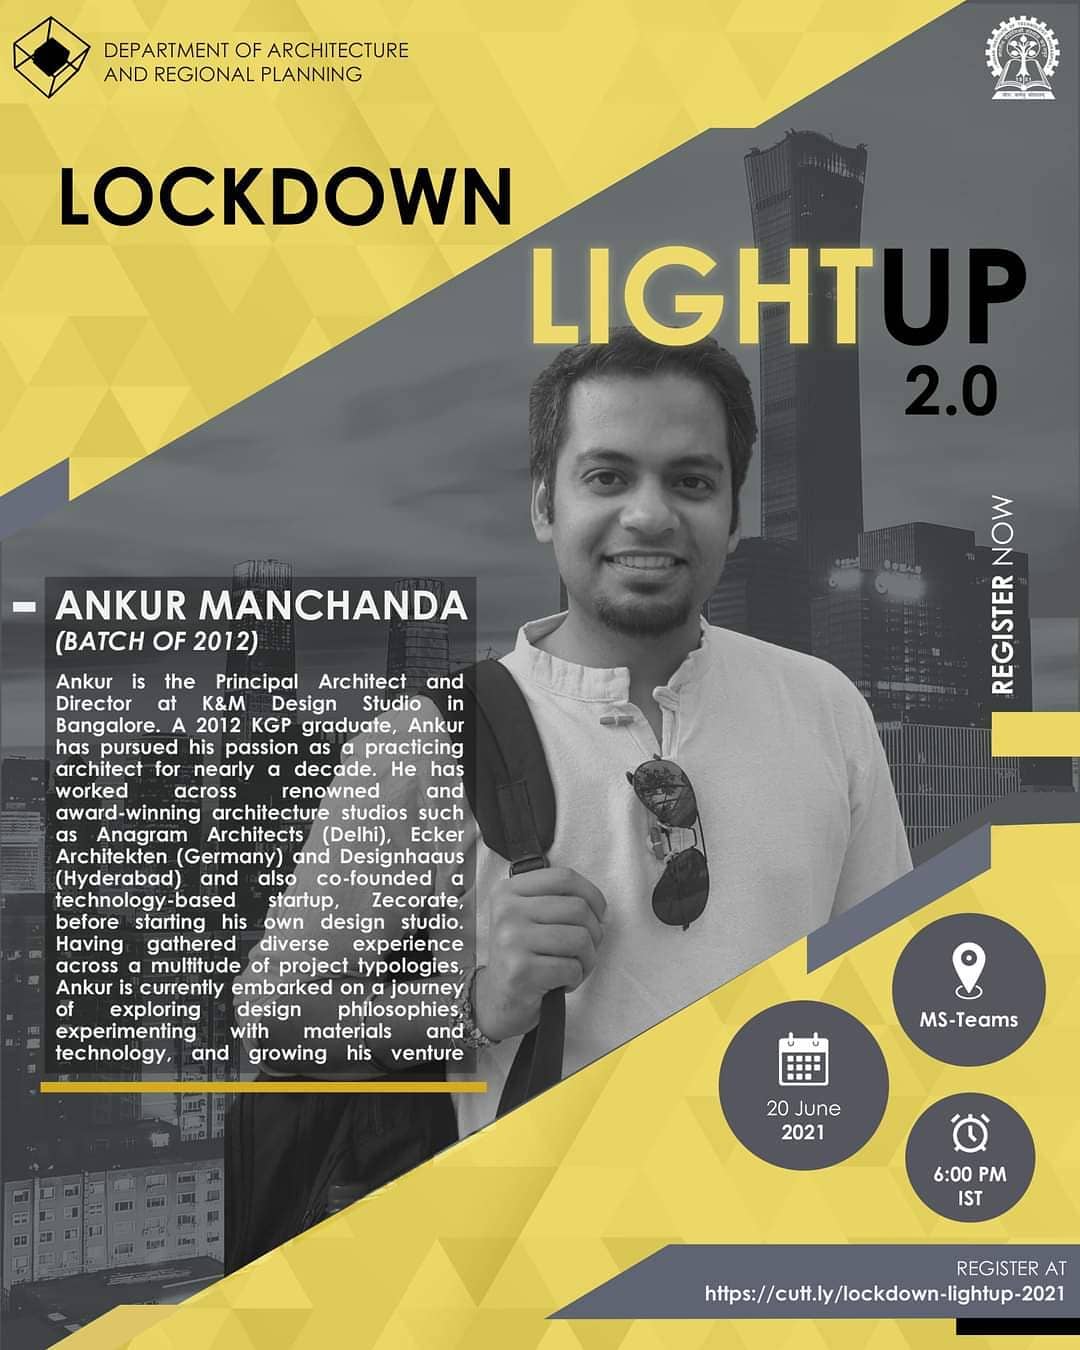 DEPARTMENT OF ARCHITECTURE
AND REGIONAL PLANNING
LOCKDOWN
LIGHTUP
2.0
REGISTER NOW
ANKUR MANCHANDA
(BATCH OF 2012)
Ankur is the Principal Architect and
Director at K&M Design Studio in
Bangalore. A 2012 KGP graduate, Ankur
has pursued his passion as a practicing
architect for nearly a decade. He has
worked across renowned and
award-winning architecture studios such
as Anagram Architects (Delhi), Ecker
Architekten (Germany) and Designhaaus
(Hyderabad) and also co-founded a
technology-based startup, Zecorate,
before starting his own design studio.
Having gathered diverse experience
across a multitude of project typologies,
Ankur is currently embarked on a journey
of exploring design philosophies,
experimenting with materials and
technology, and growing his venture
MS-Teams
20 June
2021
6:00 PM
IST
REGISTER AT
https://cutt.ly/lockdown-lightup-2021